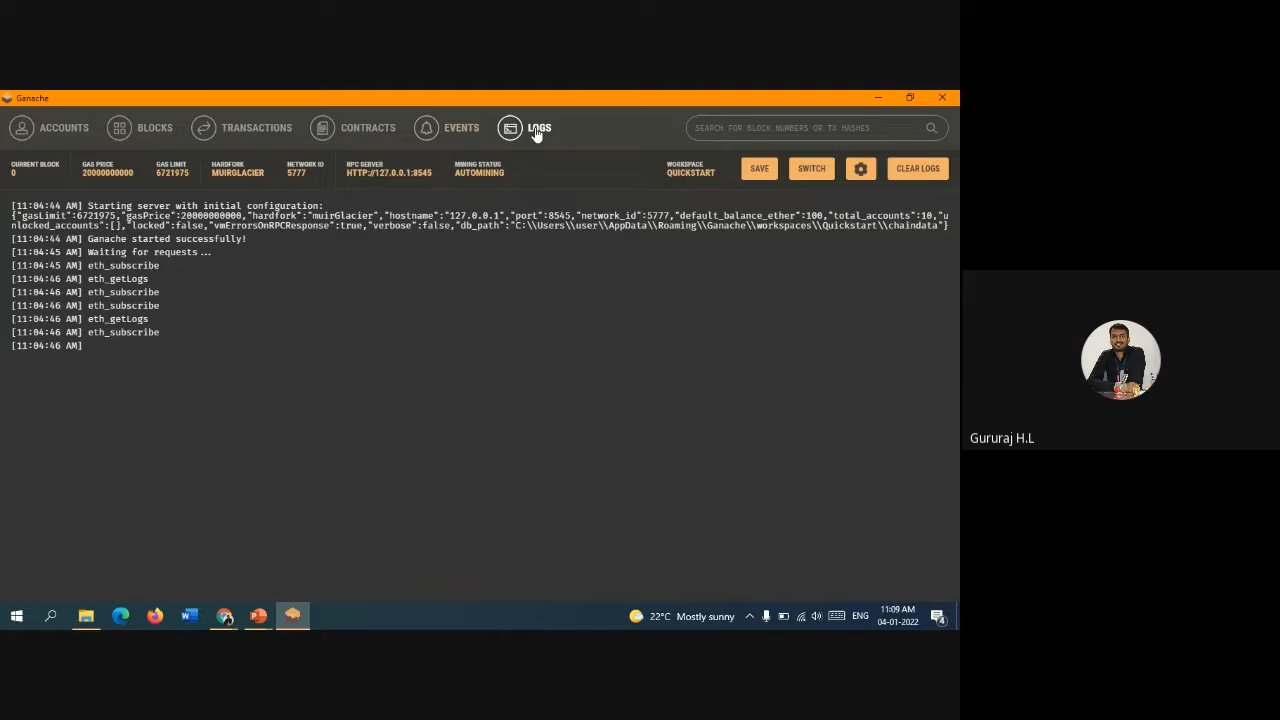 Ganache
ACCOUNTS BLOCKS TRANSACTIONS CONTRACTS EVENTS LOGS SEARCH FOR BLOCK NUMBERS OR TX HASHES
CURRENT BLOCK GAS PRICE GAS LIMIT HARDFORK NETWORK ID RPC SERVER MINING STATUS WORKSPACE
0 20000000000 6721975 MUIRGLACIER 5777 HTTP://127.0.0.1:8545 AUTOMINING QUICKSTART SAVE SWITCH CLEAR LOGS
[11:04:44 AM] Starting server with initial configuration:
{"gasLimit":6721975,"gasPrice":20000000000,"hardfork":"muirGlacier","hostname":"127.0.0.1","port":8545,"network_id":5777,"default_balance_ether":100,"total_accounts":10,"u
nlocked_accounts":[],"locked":false,"vmErrorsOnRPCResponse":true,"verbose":false,"db_path":"C:\\Users\\user\\AppData\\Roaming\\Ganache\\workspaces\\Quickstart\\chaindata"}
[11:04:44 AM] Ganache started successfully!
[11:04:45 AM] Waiting for requests...
[11:04:45 AM] eth_subscribe
[11:04:46 AM] eth_getLogs
[11:04:46 AM] eth_subscribe
[11:04:46 AM] eth_subscribe
[11:04:46 AM] eth_getLogs
[11:04:46 AM] eth_subscribe
[11:04:46 AM]
Gururaj H.L
22°C Mostly sunny ENG 11:09 AM
04-01-2022 4